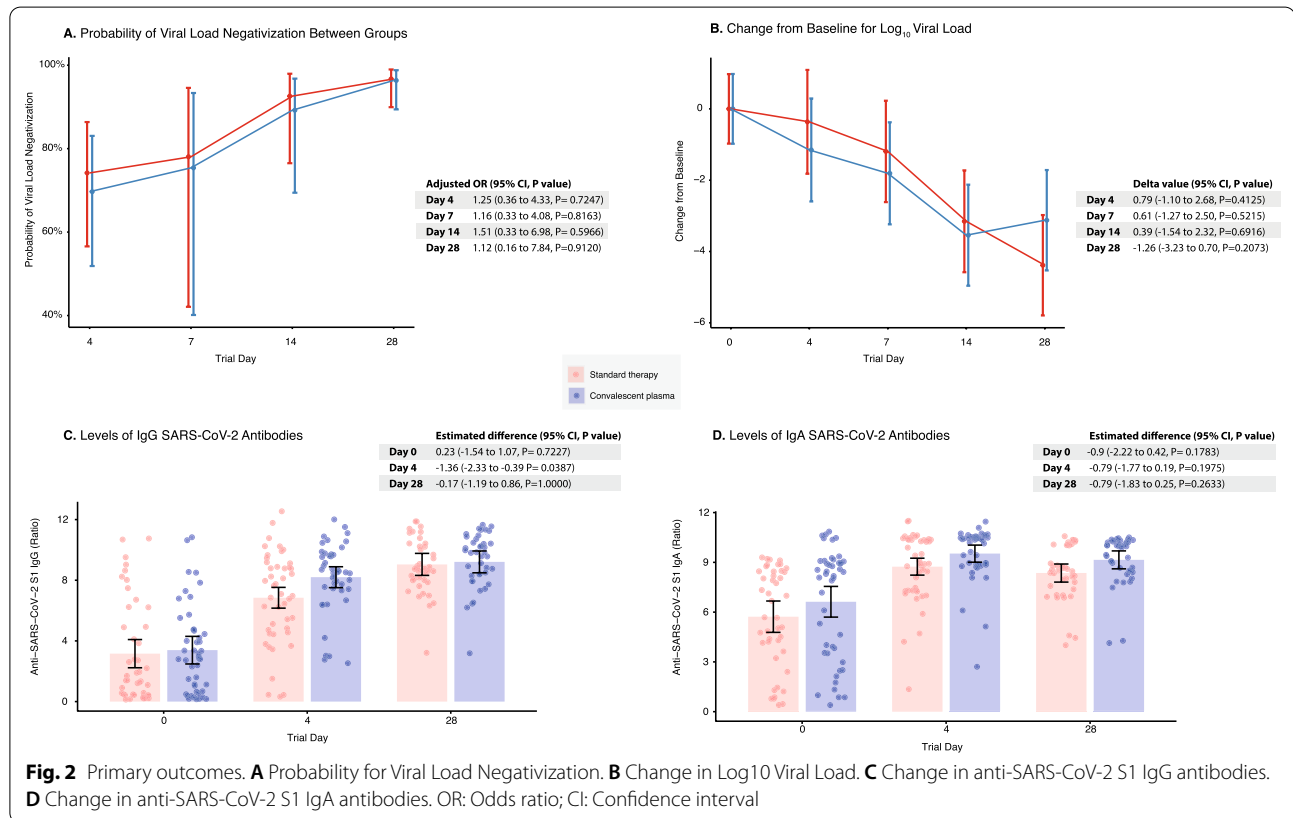 A. Probability of Viral Load Negativization Between Groups
100%
80%
60%
40%
Probability of Viral Load Negativization
4 7 14 28
Trial Day
Adjusted OR (95% CI, P value)
Day 4 1.25 (0.36 to 4.33, P= 0.7247)
Day 7 1.16 (0.33 to 4.08, P=0.8163)
Day 14 1.51 (0.33 to 6.98, P= 0.5966)
Day 28 1.12 (0.16 to 7.84, P=0.9120)
B. Change from Baseline for Log10 Viral Load
0
−2
−4
−6
Change from Baseline
0 4 7 14 28
Trial Day
Delta value (95% CI, P value)
Day 4 0.79 (-1.10 to 2.68, P=0.4125)
Day 7 0.61 (-1.27 to 2.50, P=0.5215)
Day 14 0.39 (-1.54 to 2.32, P=0.6916)
Day 28 -1.26 (-3.23 to 0.70, P=0.2073)
Standard therapy
Convalescent plasma
C. Levels of IgG SARS-CoV-2 Antibodies
Estimated difference (95% CI, P value)
Day 0 0.23 (-1.54 to 1.07, P= 0.7227)
Day 4 -1.36 (-2.33 to -0.39 P= 0.0387)
Day 28 -0.17 (-1.19 to 0.86, P=1.0000)
12
8
4
0
Anti−SARS−CoV−2 S1 IgG (Ratio)
0 4 28
Trial Day
D. Levels of IgA SARS-CoV-2 Antibodies
Estimated difference (95% CI, P value)
Day 0 -0.9 (-2.22 to 0.42, P= 0.1783)
Day 4 -0.79 (-1.77 to 0.19, P=0.1975)
Day 28 -0.79 (-1.83 to 0.25, P=0.2633)
12
9
6
3
0
Anti−SARS−CoV−2 S1 IgA (Ratio)
0 4 28
Trial Day
Fig. 2 Primary outcomes. A Probability for Viral Load Negativization. B Change in Log10 Viral Load. C Change in anti-SARS-CoV-2 S1 IgG antibodies.
D Change in anti-SARS-CoV-2 S1 IgA antibodies. OR: Odds ratio; CI: Confidence interval